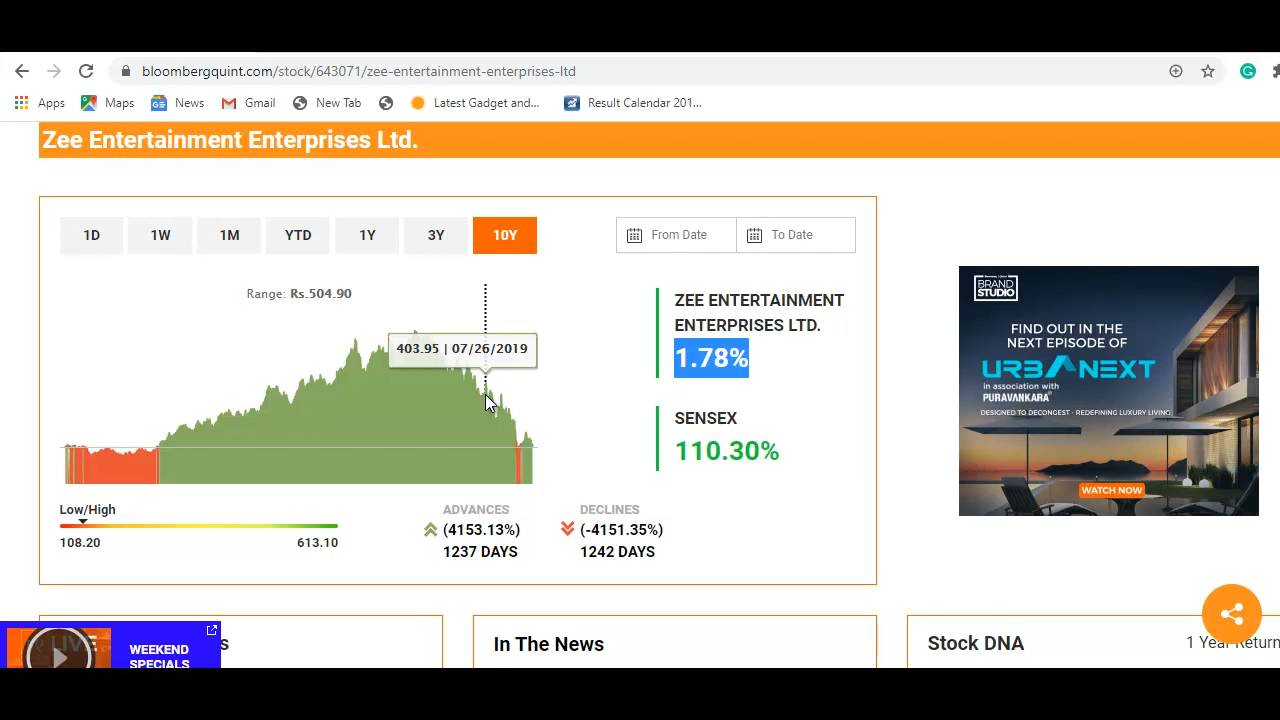 bloombergquint.com/stock/643071/zee-entertainment-enterprises-ltd
Apps Maps News Gmail New Tab Latest Gadget and... Result Calendar 201...
Zee Entertainment Enterprises Ltd.
1D 1W 1M YTD 1Y 3Y 10Y
From Date To Date
Range: Rs.504.90
403.95 | 07/26/2019
ZEE ENTERTAINMENT
ENTERPRISES LTD.
1.78%
SENSEX
110.30%
Low/High
108.20 613.10
ADVANCES
(4153.13%)
1237 DAYS
DECLINES
(-4151.35%)
1242 DAYS
BRAND
STUDIO
FIND OUT IN THE
NEXT EPISODE OF
URBANEXT
in association with
PURAVANKARA
DESIGNED TO DECONGEST - REDEFINING LUXURY LIVING
WATCH NOW
LIVE
WEEKEND
SPECIALS
In The News
Stock DNA
1 Year Return